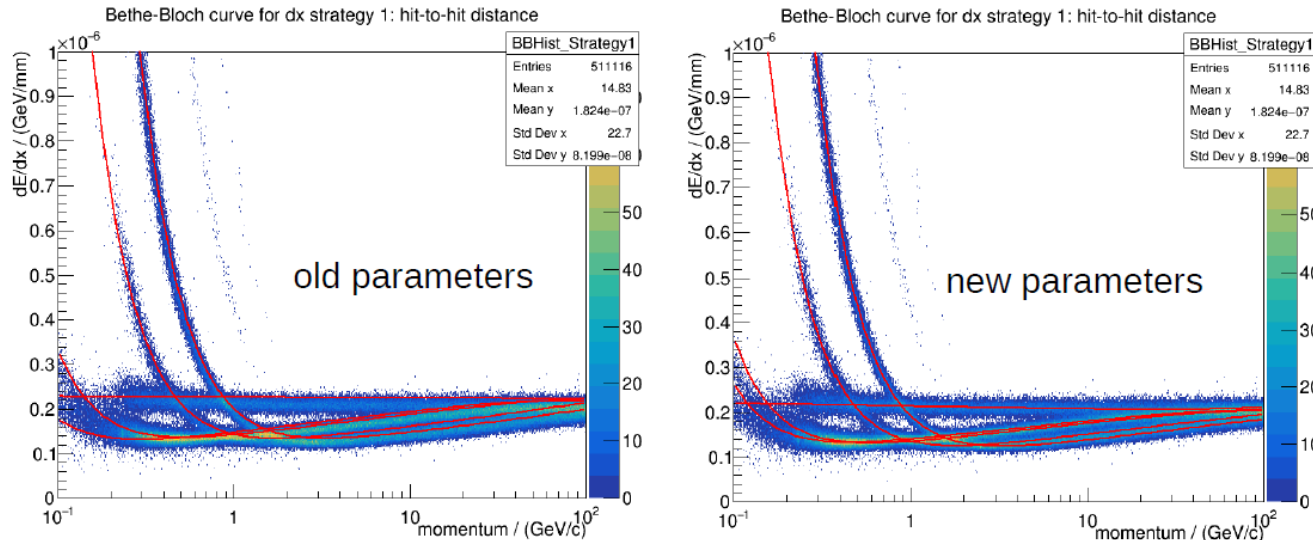 Bethe-Bloch curve for dx strategy 1: hit-to-hit distance
×10⁻⁶
BBHist_Strategy1
Entries 511116
Mean x 14.83
Mean y 1.824e-07
Std Dev x 22.7
Std Dev y 8.199e-08
dE/dx / (GeV/mm)
1
0.9
0.8
0.7
0.6
0.5
0.4
0.3
0.2
0.1
0
old parameters
50
40
30
20
10
0
10⁻¹
1
10
10²
momentum / (GeV/c)
Bethe-Bloch curve for dx strategy 1: hit-to-hit distance
×10⁻⁶
BBHist_Strategy1
Entries 511116
Mean x 14.83
Mean y 1.824e-07
Std Dev x 22.7
Std Dev y 8.199e-08
dE/dx / (GeV/mm)
1
0.9
0.8
0.7
0.6
0.5
0.4
0.3
0.2
0.1
0
new parameters
40
30
20
10
0
10⁻¹
1
10
10²
momentum / (GeV/c)